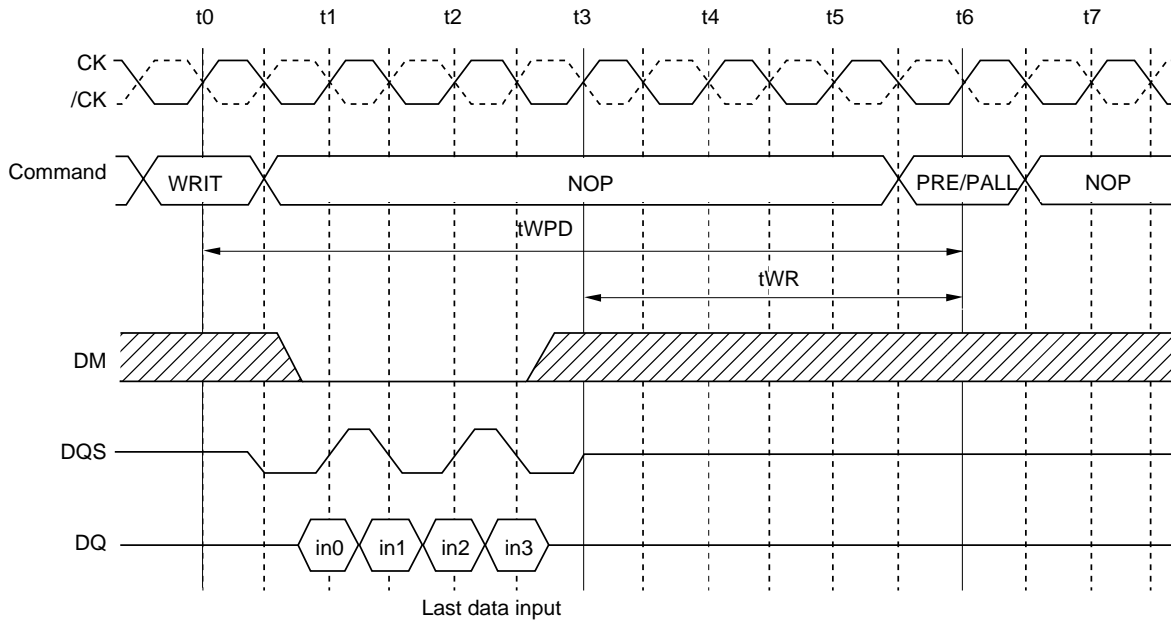 t0 t1 t2 t3 t4 t5 t6 t7
CK
/CK
Command WRIT NOP PRE/PALL NOP
tWPD
tWR
DM
DQS
DQ in0 in1 in2 in3
Last data input